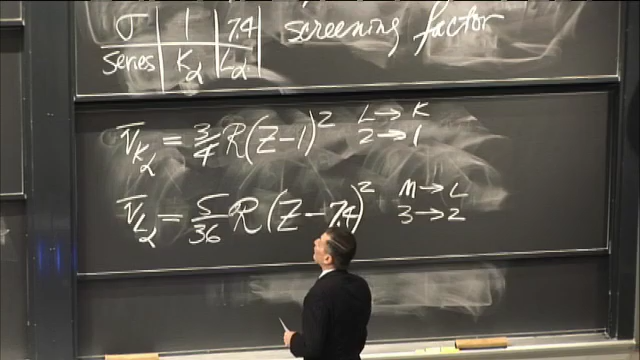 σ | 1 | 7.4 screening factor
series | Kα | Lα
ν̄Kα = 3/4 R(Z-1)² L → K
2 → 1
ν̄Lα = 5/36 R(Z-7.4)² M → L
3 → 2